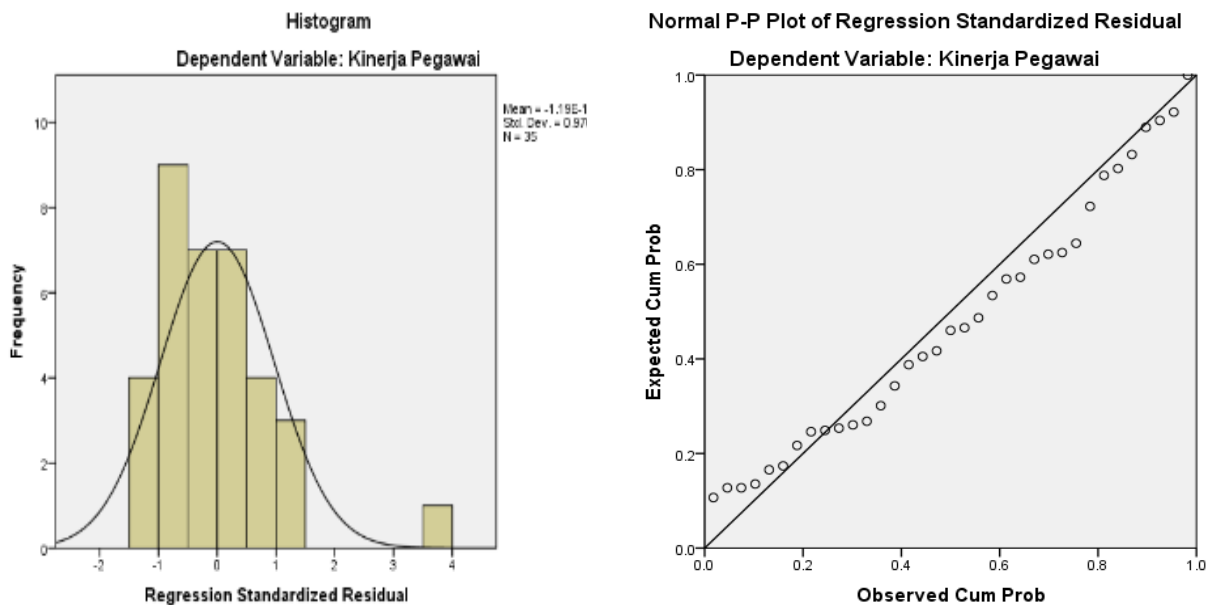 Histogram
Dependent Variable: Kinerja Pegawai
Mean = -1.19E-1
Std. Dev. = 0.970
N = 35
10
8
6
4
2
0
-2
-1
0
1
2
3
4
Frequency
Regression Standardized Residual
Normal P-P Plot of Regression Standardized Residual
Dependent Variable: Kinerja Pegawai
1.0
0.8
0.6
0.4
0.2
0.0
0.0
0.2
0.4
0.6
0.8
1.0
Expected Cum Prob
Observed Cum Prob